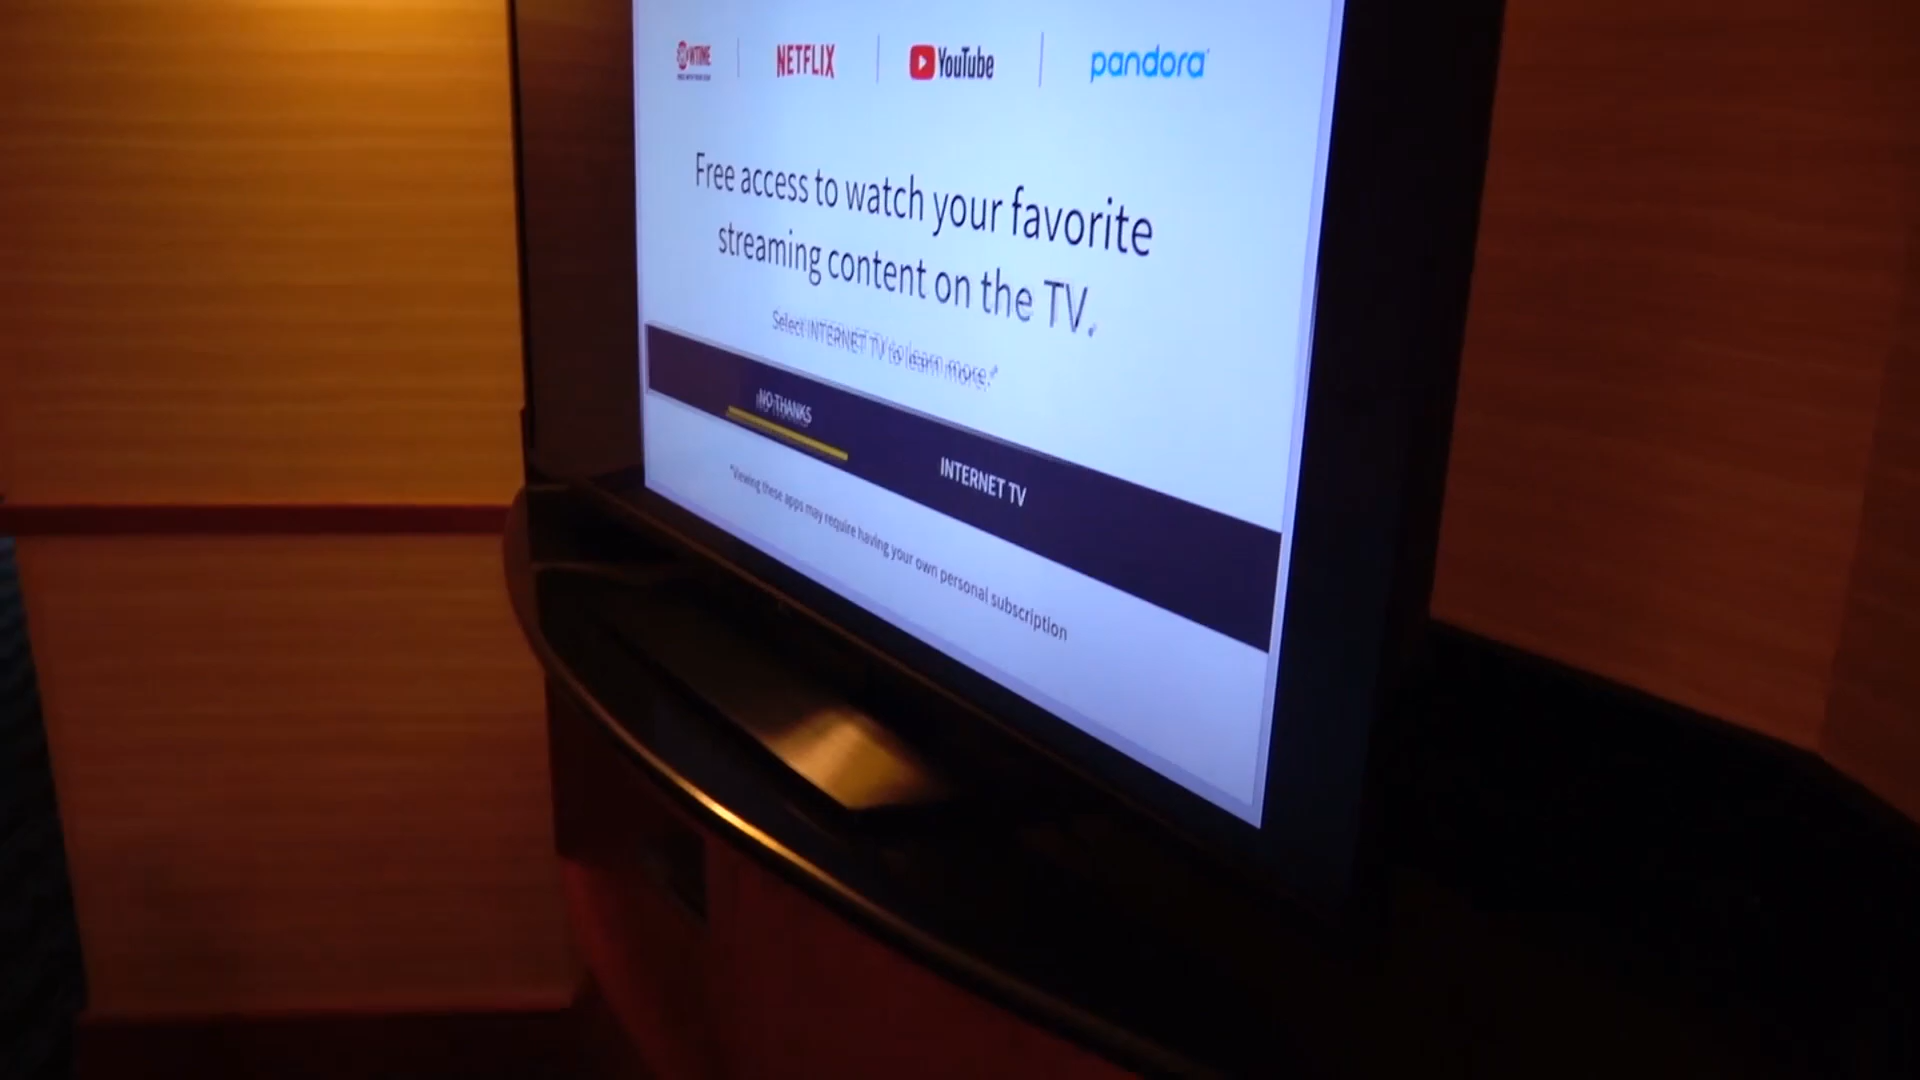 SHOWTIME
NETFLIX
YouTube
pandora
Free access to watch your favorite
streaming content on the TV.
Select INTERNET TV to learn more.*
NO THANKS
INTERNET TV
*Viewing these apps may require having your own personal subscription